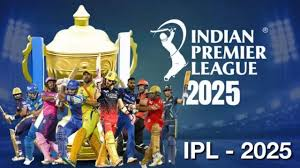 INDIAN
PREMIER
LEAGUE
2025
IPL - 2025